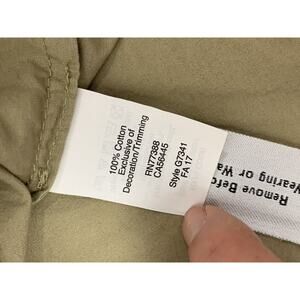 100% Cotton
Exclusive of
Decoration/Trimming
RN77388
CA56445
Style G7341
FA 17
Remove Befo
Wearing or Wa